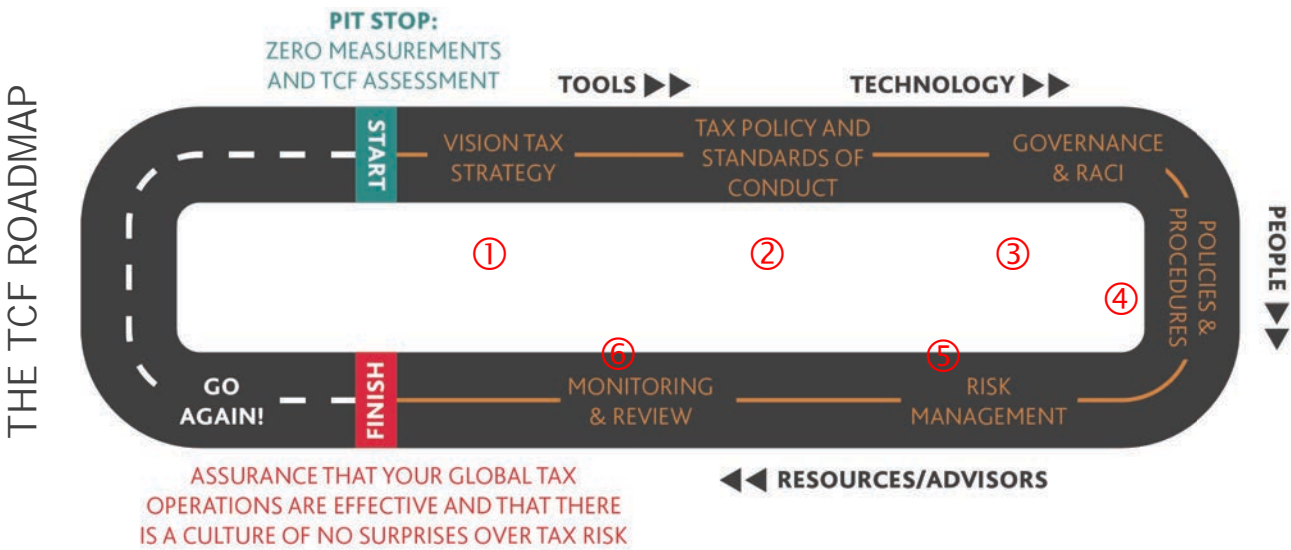 THE TCF ROADMAP
PIT STOP:
ZERO MEASUREMENTS
AND TCF ASSESSMENT
TOOLS ▶▶
TECHNOLOGY ▶▶
START
VISION TAX
STRATEGY
TAX POLICY AND
STANDARDS OF
CONDUCT
GOVERNANCE
& RACI
①
②
③
④
POLICIES &
PROCEDURES
PEOPLE ▶▶
⑤
⑥
RISK
MANAGEMENT
MONITORING
& REVIEW
FINISH
GO
AGAIN!
◀◀ RESOURCES/ADVISORS
ASSURANCE THAT YOUR GLOBAL TAX
OPERATIONS ARE EFFECTIVE AND THAT THERE
IS A CULTURE OF NO SURPRISES OVER TAX RISK